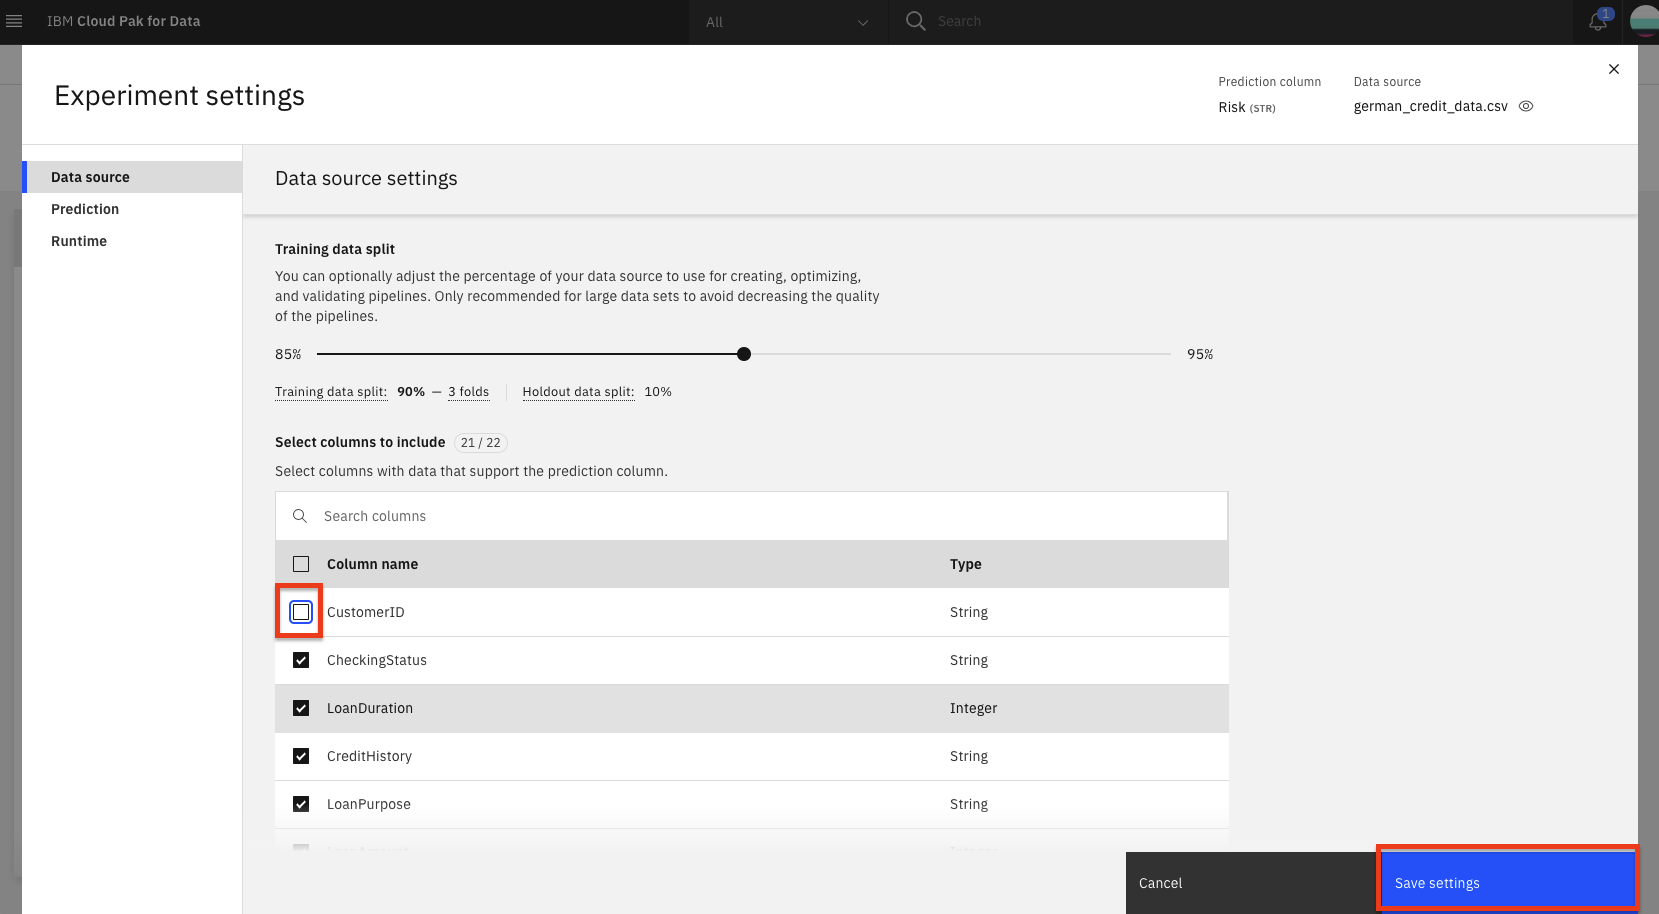 IBM Cloud Pak for Data
All
Search
1
Experiment settings
Prediction column
Risk (STR)
Data source
german_credit_data.csv
Data source
Prediction
Runtime
Data source settings
Training data split
You can optionally adjust the percentage of your data source to use for creating, optimizing,
and validating pipelines. Only recommended for large data sets to avoid decreasing the quality
of the pipelines.
85%
95%
Training data split: 90% — 3 folds
Holdout data split: 10%
Select columns to include 21 / 22
Select columns with data that support the prediction column.
Search columns
Column name Type
CustomerID String
CheckingStatus String
LoanDuration Integer
CreditHistory String
LoanPurpose String
Cancel
Save settings